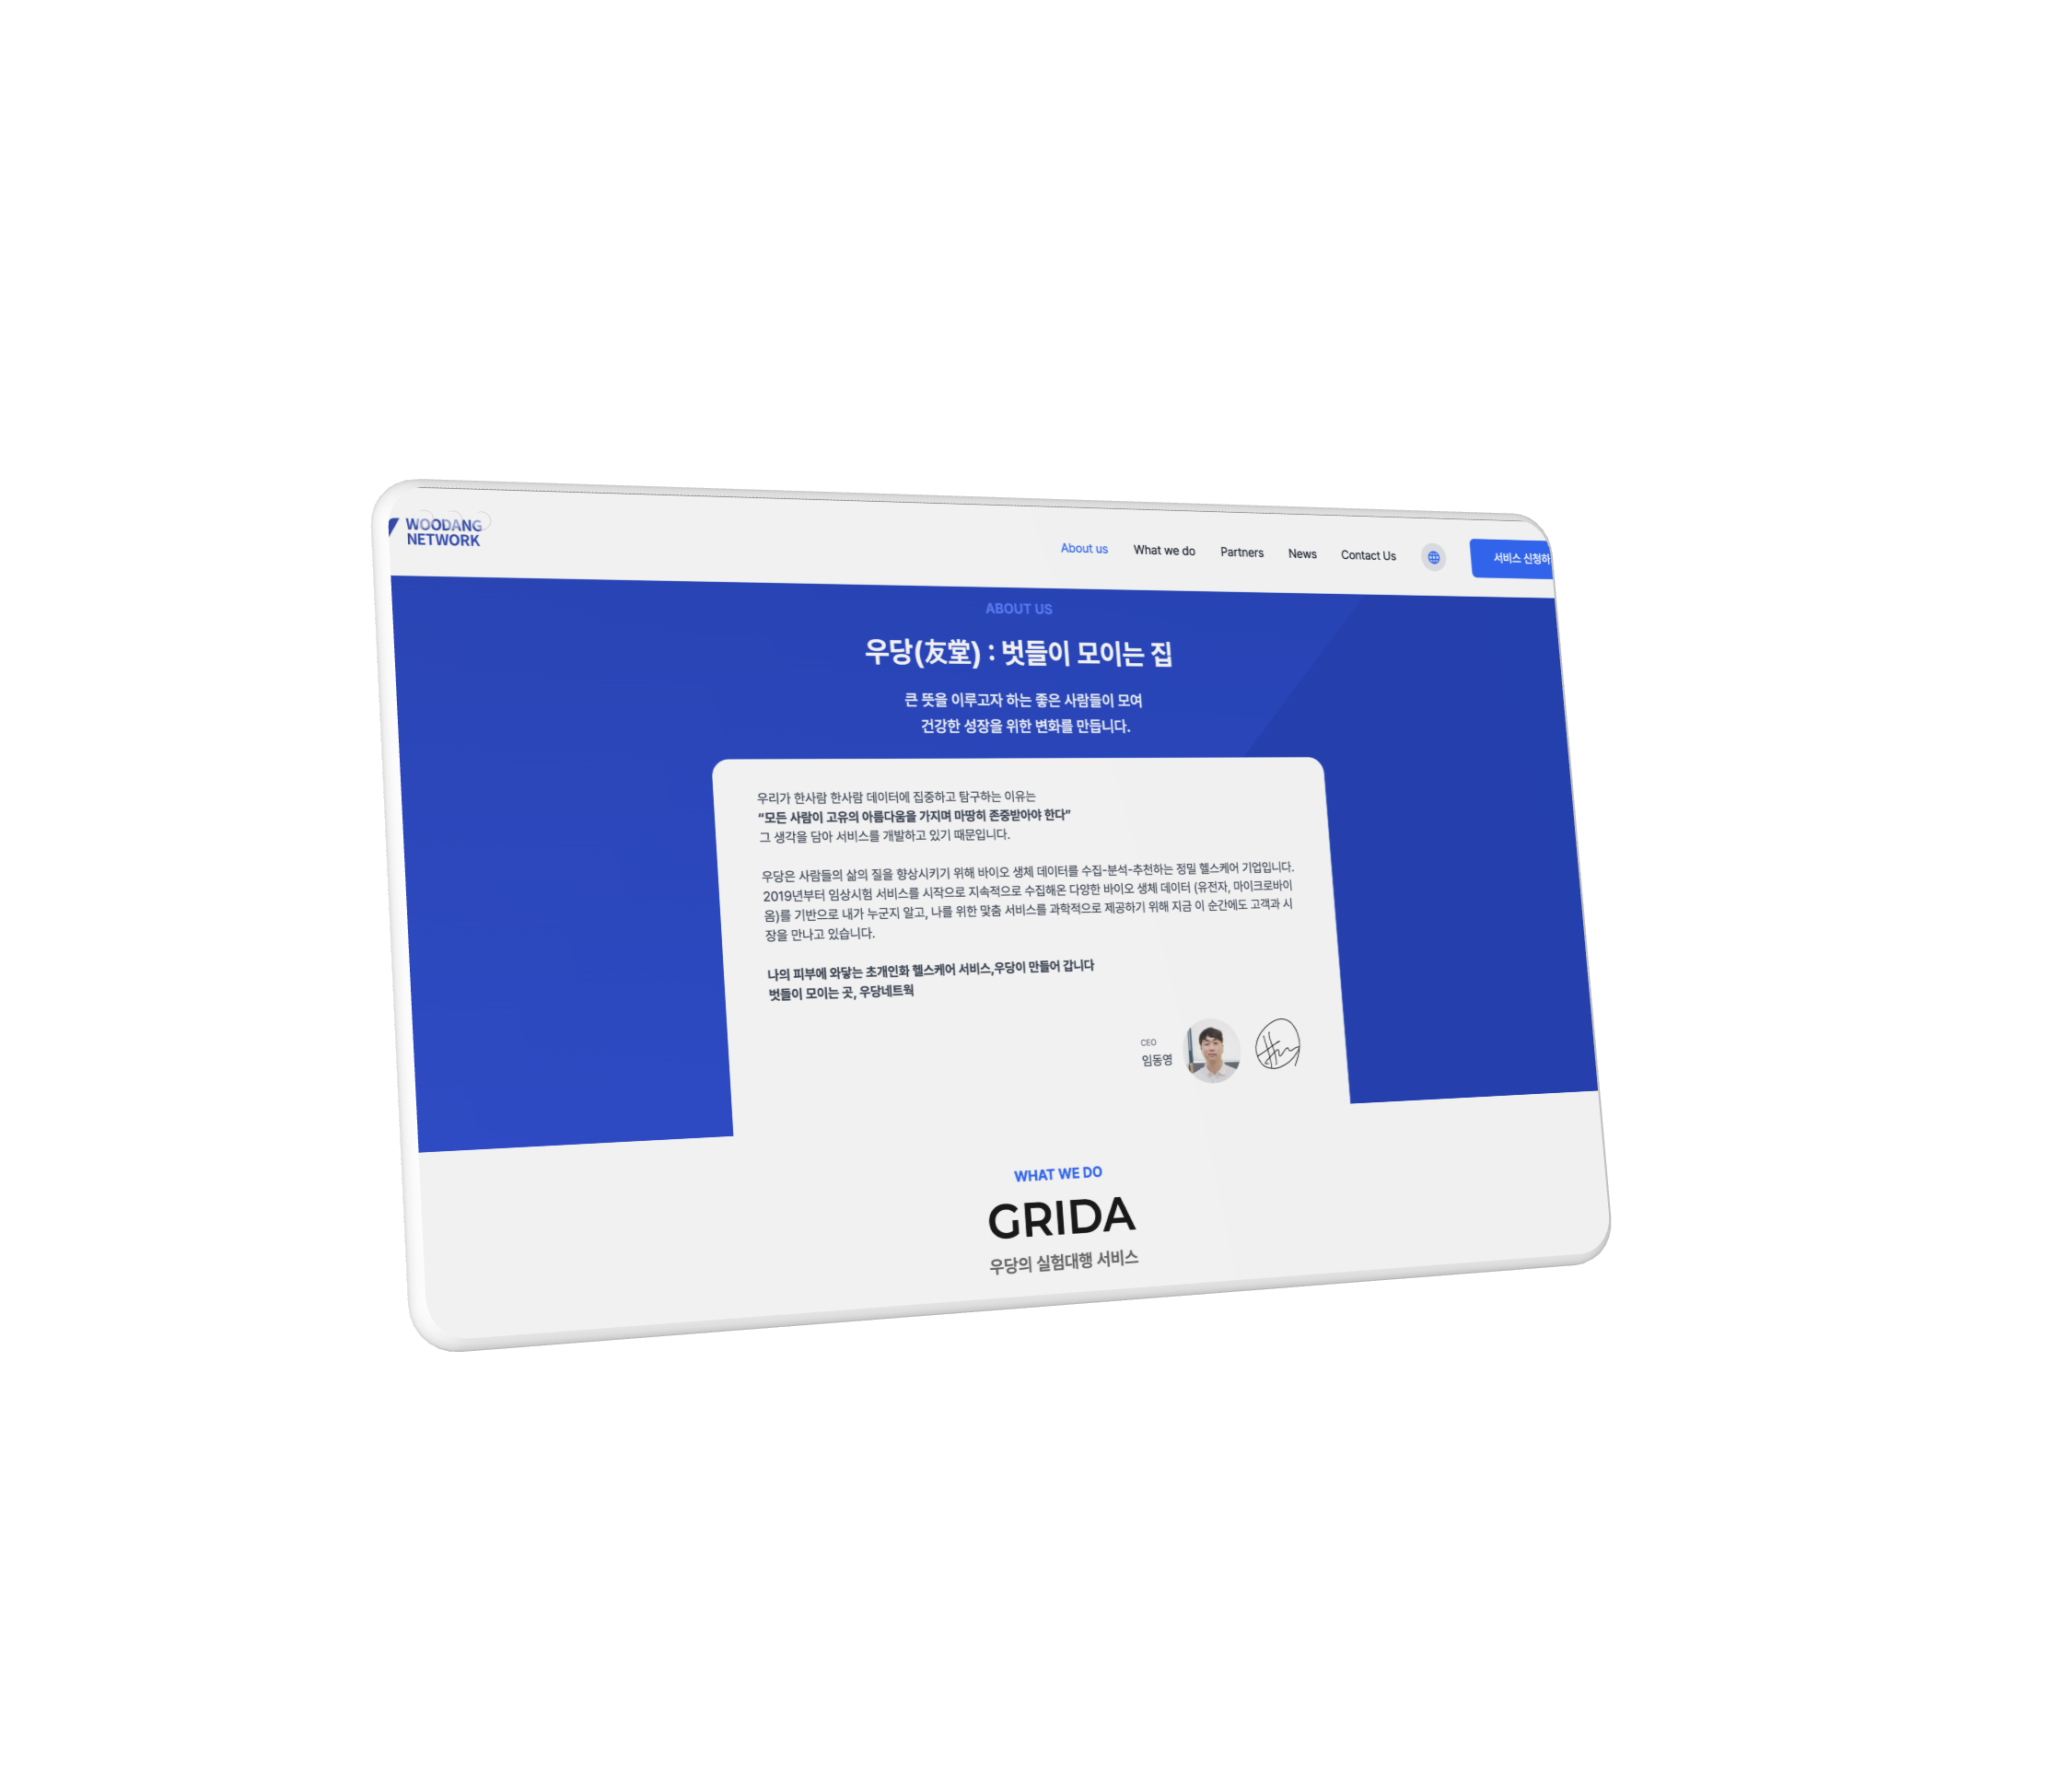 WOODANG
NETWORK
About us
What we do
Partners
News
Contact Us
서비스 신청하
ABOUT US
우당(友堂) : 벗들이 모이는 집
큰 뜻을 이루고자 하는 좋은 사람들이 모여
건강한 성장을 위한 변화를 만듭니다.
우리가 한사람 한사람 데이터에 집중하고 탐구하는 이유는
“모든 사람이 고유의 아름다움을 가지며 마땅히 존중받아야 한다”
그 생각을 담아 서비스를 개발하고 있기 때문입니다.
우당은 사람들의 삶의 질을 향상시키기 위해 바이오 생체 데이터를 수집-분석-추천하는 정밀 헬스케어 기업입니다.
2019년부터 임상시험 서비스를 시작으로 지속적으로 수집해온 다양한 바이오 생체 데이터 (유전자, 마이크로바이
옴)를 기반으로 내가 누군지 알고, 나를 위한 맞춤 서비스를 과학적으로 제공하기 위해 지금 이 순간에도 고객과 시
장을 만나고 있습니다.
나의 피부에 와닿는 초개인화 헬스케어 서비스,우당이 만들어 갑니다
벗들이 모이는 곳, 우당네트웍
CEO
임동영
WHAT WE DO
GRIDA
우당의 실험대행 서비스